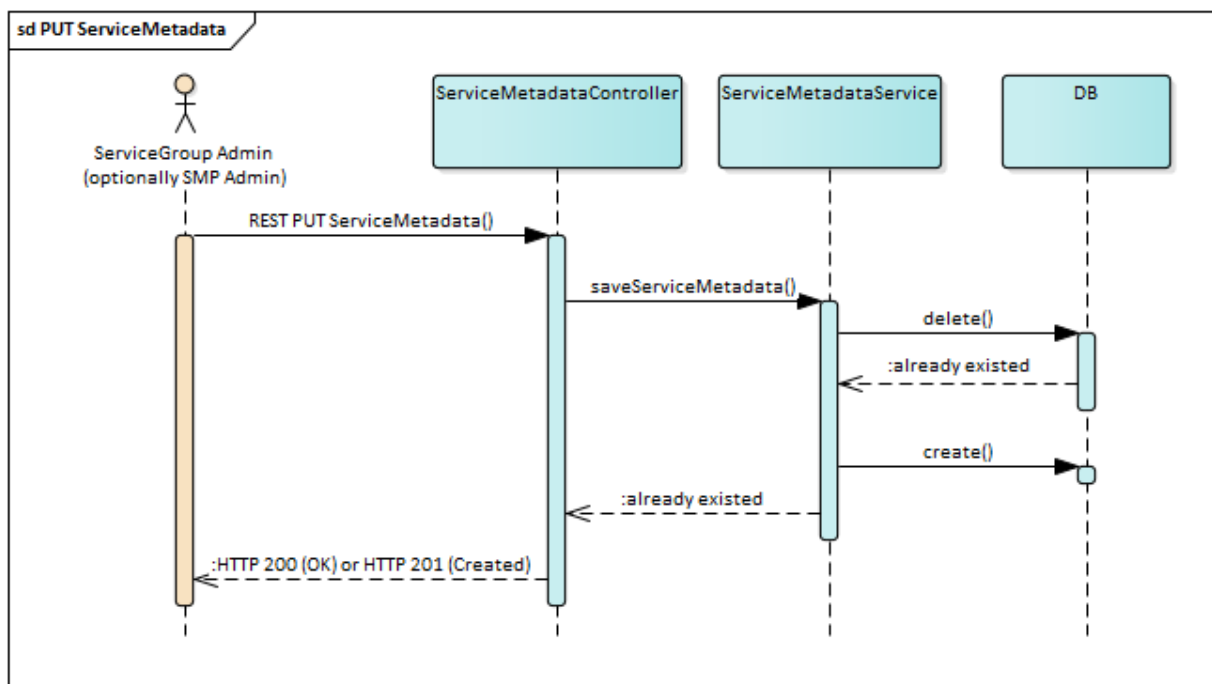 sd PUT ServiceMetadata
ServiceMetadataController
ServiceMetadataService
DB
ServiceGroup Admin
(optionally SMP Admin)
REST PUT ServiceMetadata()
saveServiceMetadata()
delete()
:already existed
create()
:already existed
:HTTP 200 (OK) or HTTP 201 (Created)